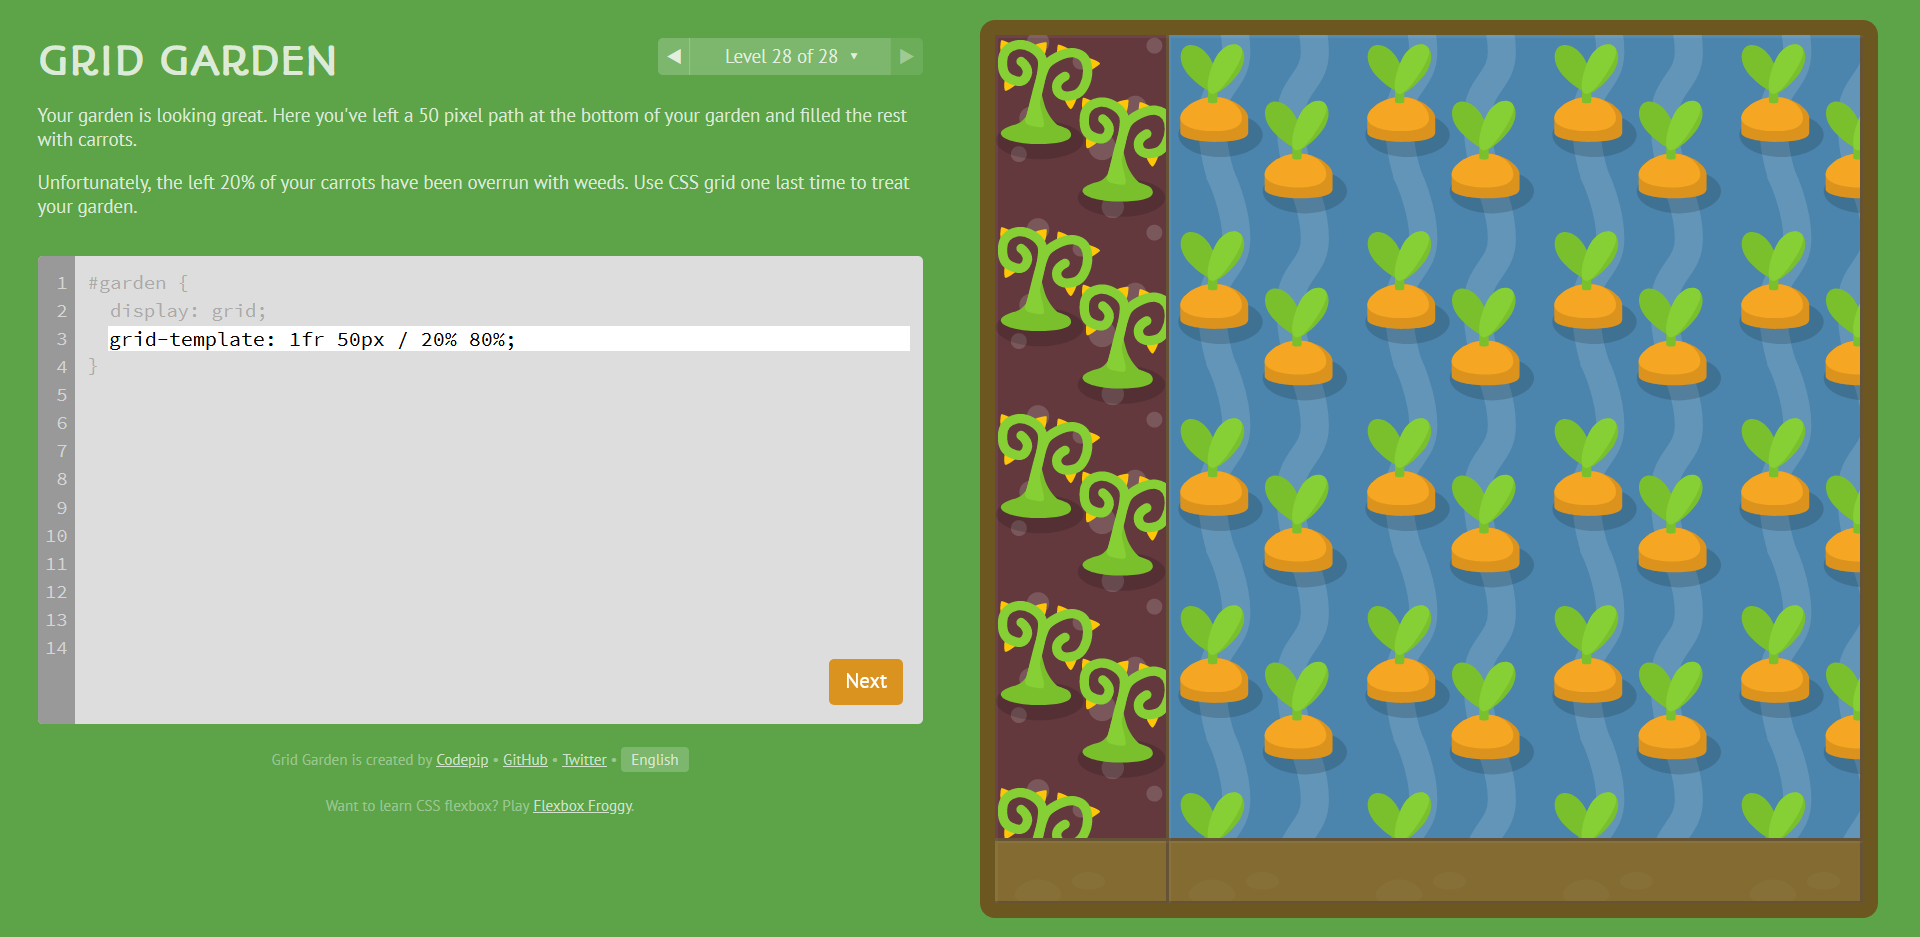 GRID GARDEN
◀ Level 28 of 28 ▼ ▶
Your garden is looking great. Here you've left a 50 pixel path at the bottom of your garden and filled the rest
with carrots.
Unfortunately, the left 20% of your carrots have been overrun with weeds. Use CSS grid one last time to treat
your garden.
1 #garden {
2 display: grid;
3 grid-template: 1fr 50px / 20% 80%;
4 }
5
6
7
8
9
10
11
12
13
14
Next
Grid Garden is created by Codepip • GitHub • Twitter • English
Want to learn CSS flexbox? Play Flexbox Froggy.